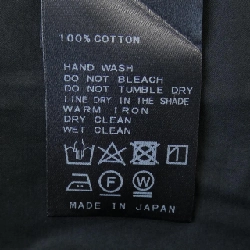 100% COTTON
HAND WASH
DO NOT BLEACH
DO NOT TUMBLE DRY
LINE DRY IN THE SHADE
WARM IRON
DRY CLEAN
WET CLEAN
F W
MADE IN JAPAN